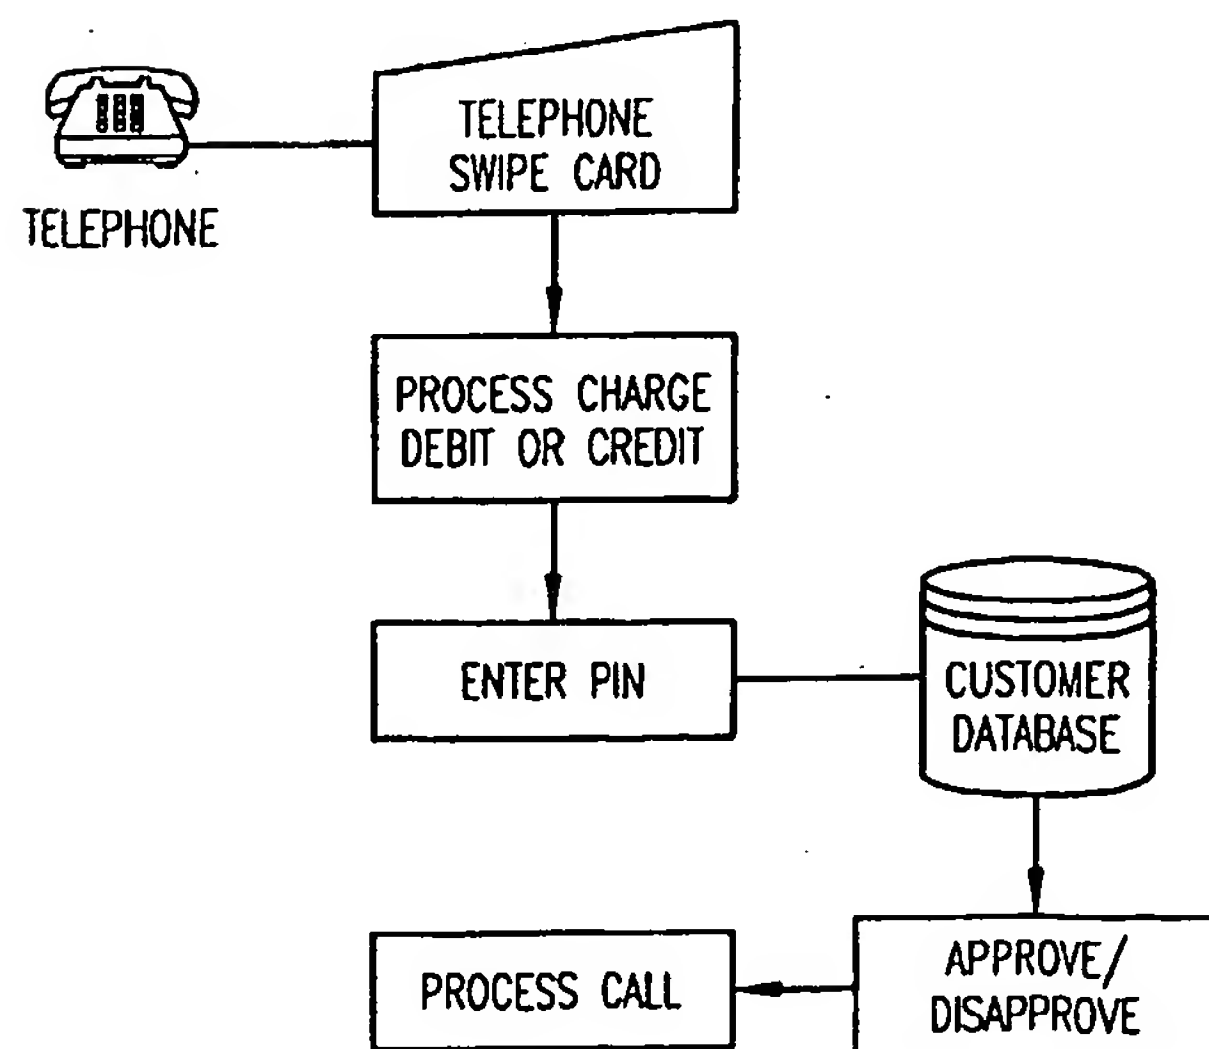 TELEPHONE
SWIPE CARD
TELEPHONE
PROCESS CHARGE
DEBIT OR CREDIT
ENTER PIN
CUSTOMER
DATABASE
APPROVE/
DISAPPROVE
PROCESS CALL